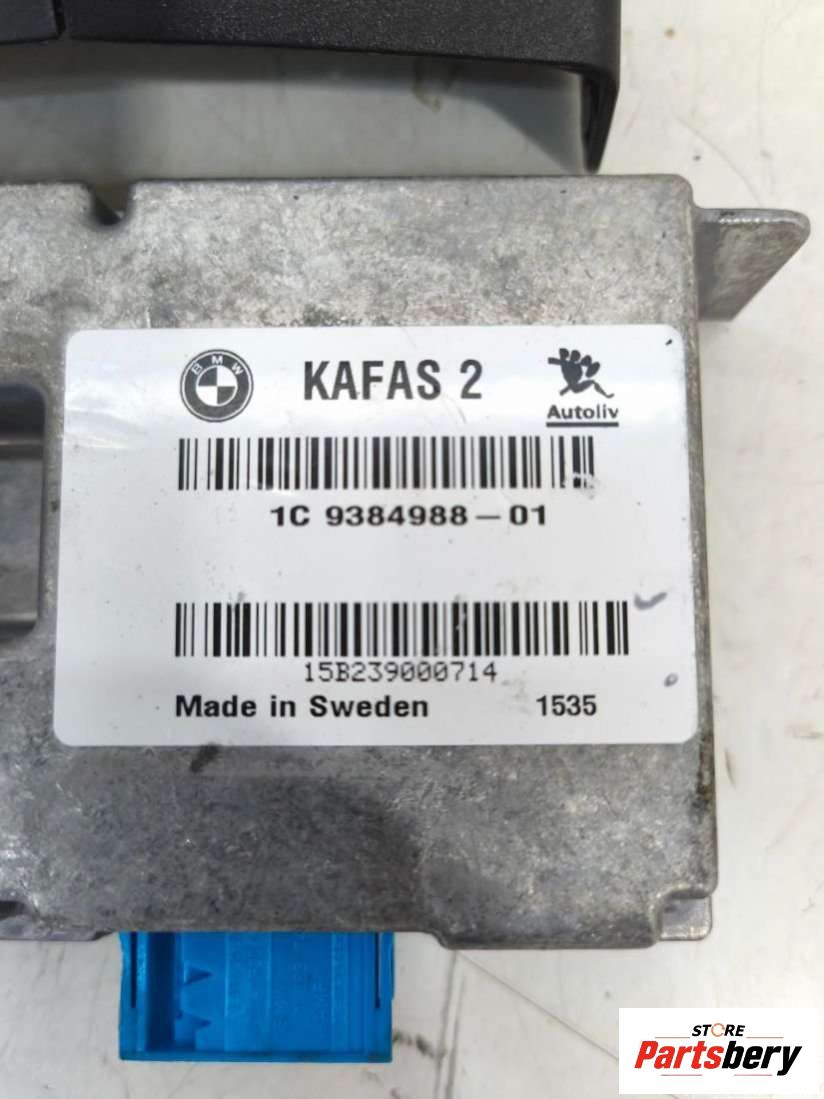 BMW
KAFAS 2
Autoliv
1C 9384988-01
15B239000714
Made in Sweden 1535
STORE
Partsbery